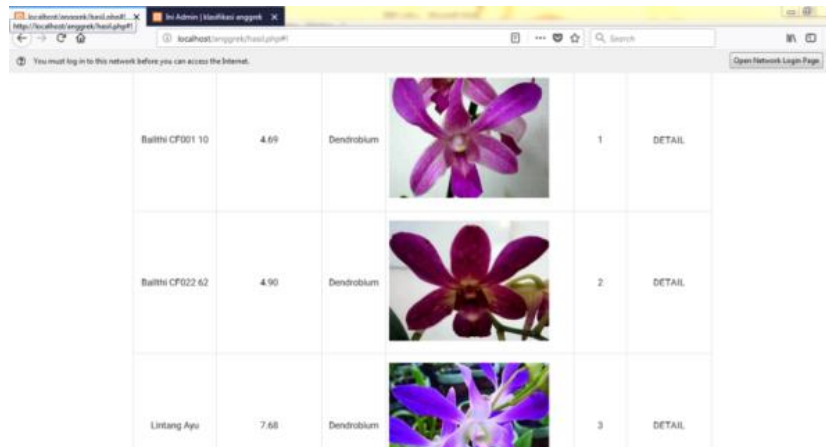 localhost/anggrek/hasil.php#!
Ini Admin | klasifikasi anggrek
http://localhost/anggrek/hasil.php#!
localhost/anggrek/hasil.php#!
Search
You must log in to this network before you can access the Internet.
Open Network Login Page
Balithi CF001 10 4.69 Dendrobium 1 DETAIL
Balithi CF022 62 4.90 Dendrobium 2 DETAIL
Lintang Ayu 7.68 Dendrobium 3 DETAIL